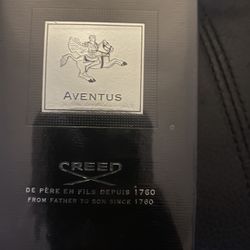 AVENTUS
CREED
DE PÈRE EN FILS DEPUIS 1760
FROM FATHER TO SON SINCE 1760